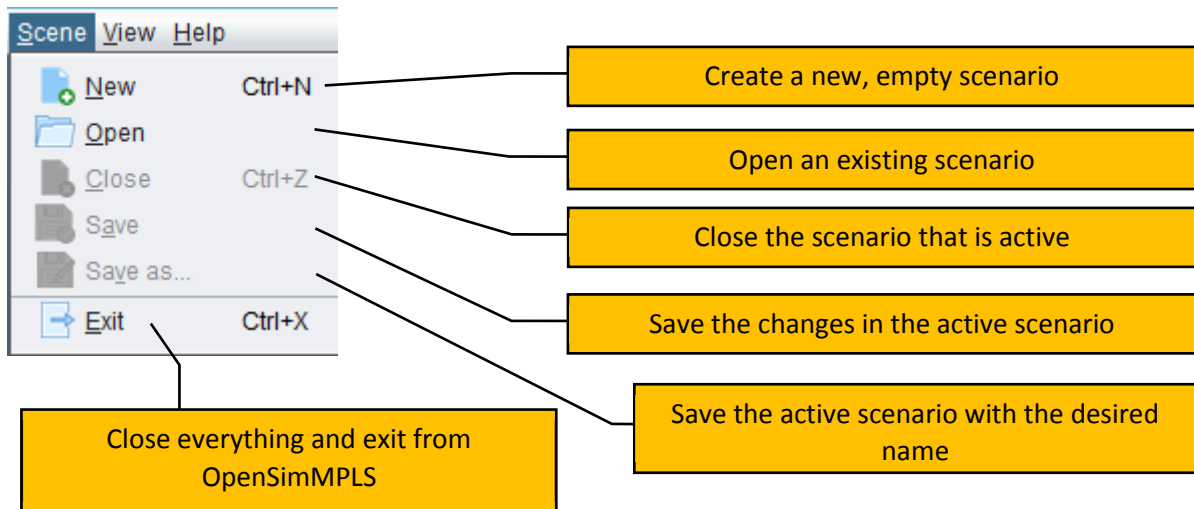 Scene View Help
New Ctrl+N
Open
Close Ctrl+Z
Save
Save as...
Exit Ctrl+X
Create a new, empty scenario
Open an existing scenario
Close the scenario that is active
Save the changes in the active scenario
Save the active scenario with the desired
name
Close everything and exit from
OpenSimMPLS